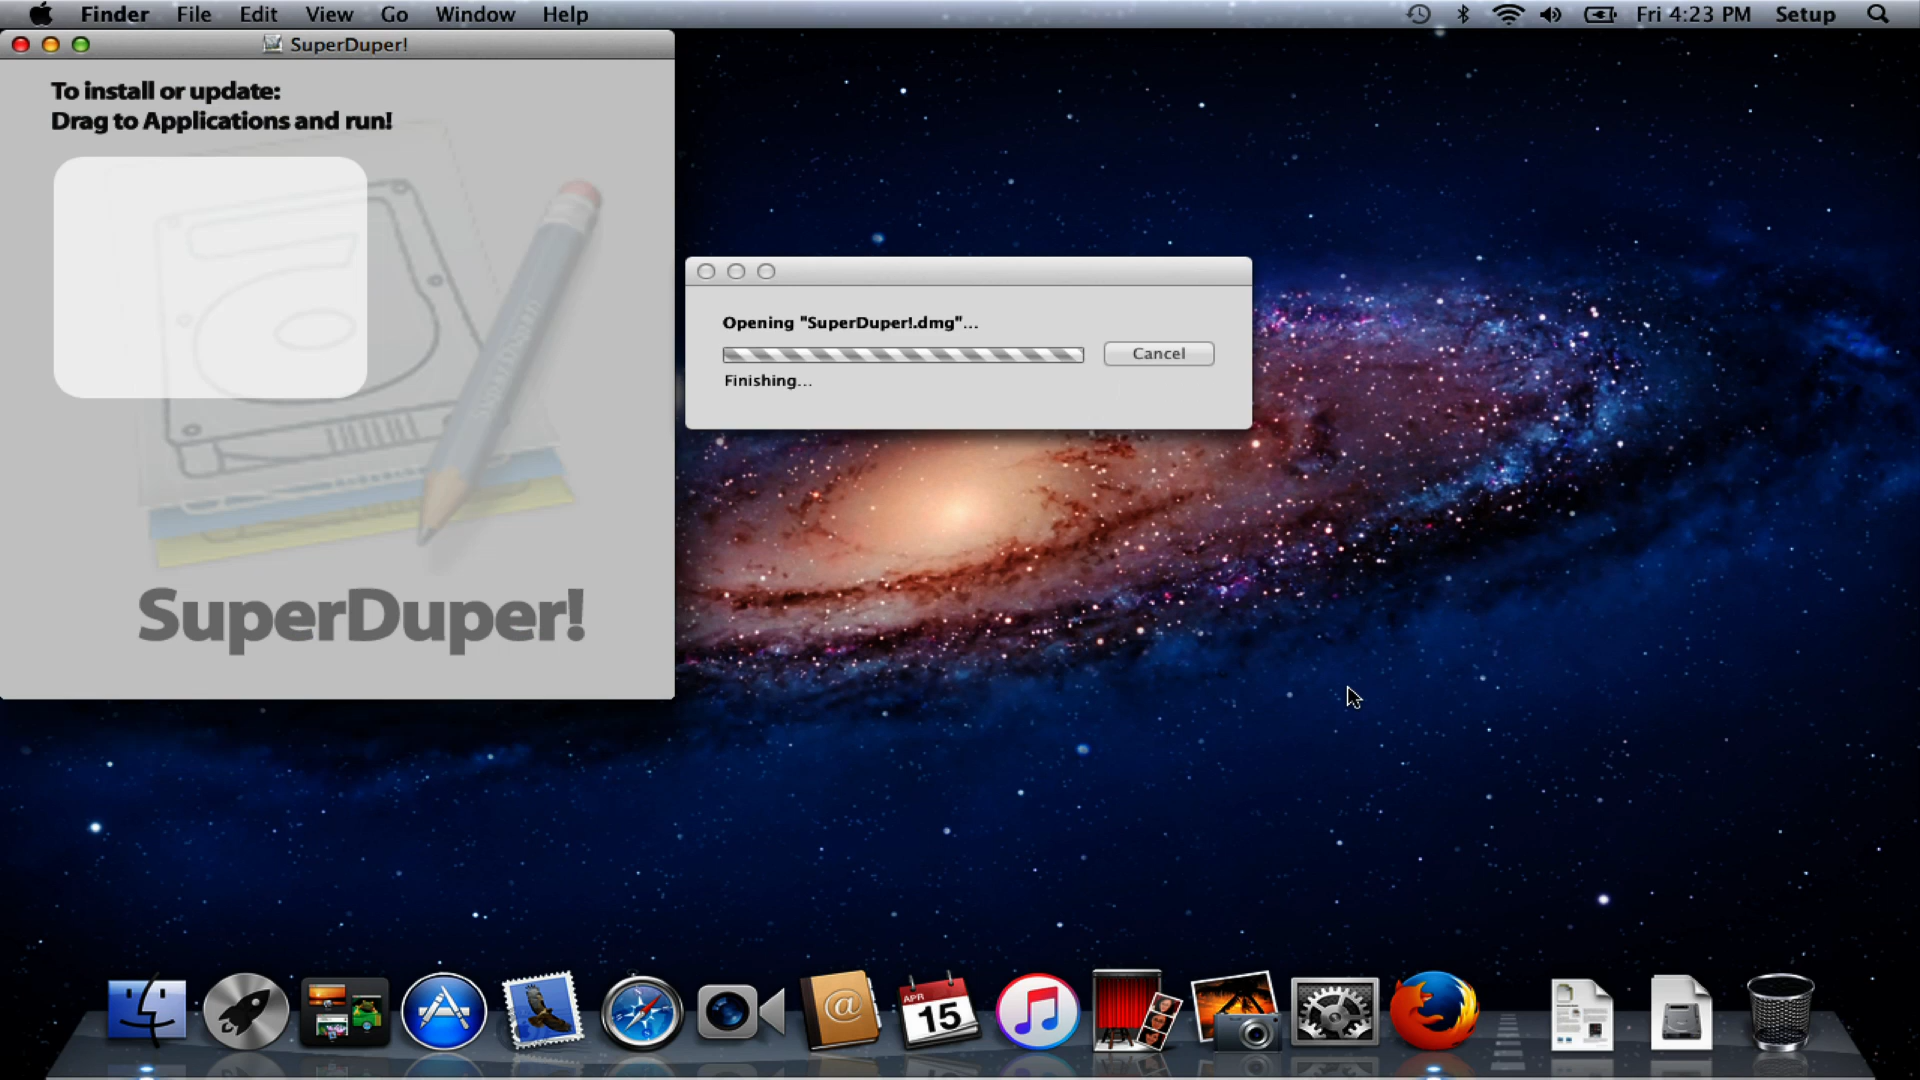 Finder File Edit View Go Window Help Fri 4:23 PM Setup
SuperDuper!
To install or update:
Drag to Applications and run!
SuperDuper!
Opening "SuperDuper!.dmg"...
Cancel
Finishing...
APR
15